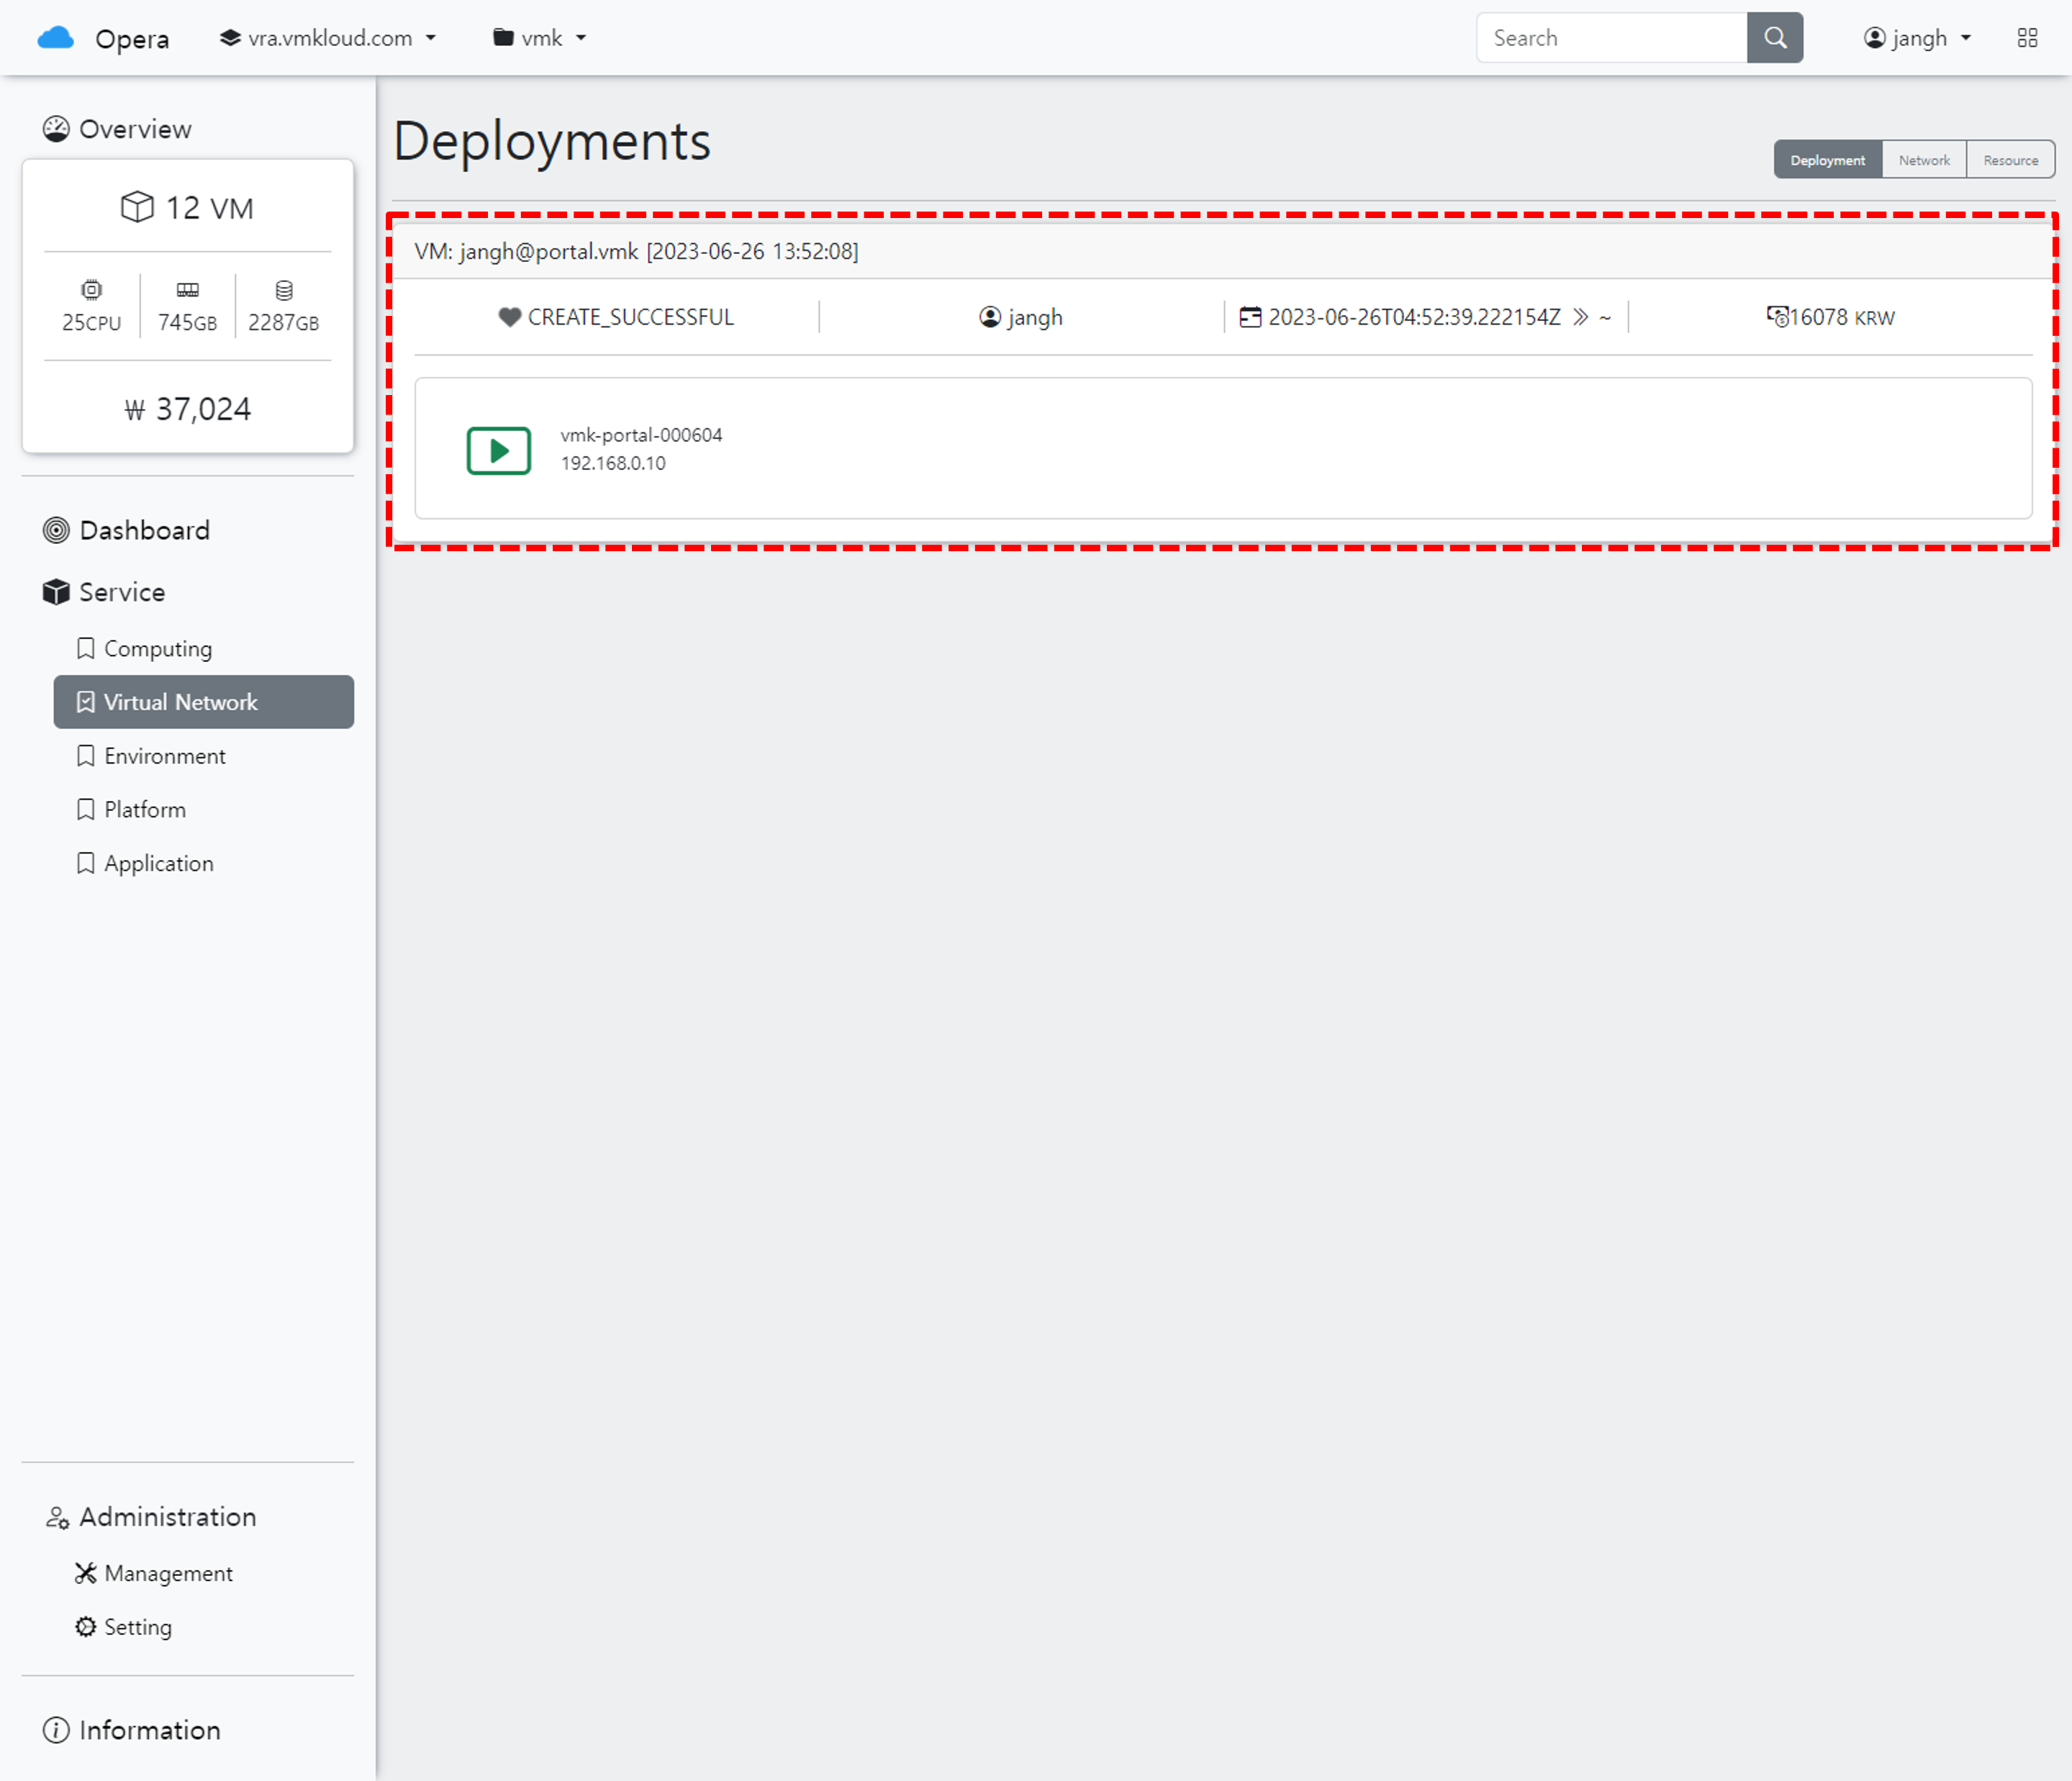 Opera vra.vmkloud.com vmk Search jangh
Overview
12 VM
25CPU 745GB 2287GB
₩ 37,024
Dashboard
Service
Computing
Virtual Network
Environment
Platform
Application
Administration
Management
Setting
Information
Deployments
Deployment Network Resource
VM: jangh@portal.vmk [2023-06-26 13:52:08]
CREATE_SUCCESSFUL jangh 2023-06-26T04:52:39.222154Z ~ 16078 KRW
vmk-portal-000604
192.168.0.10